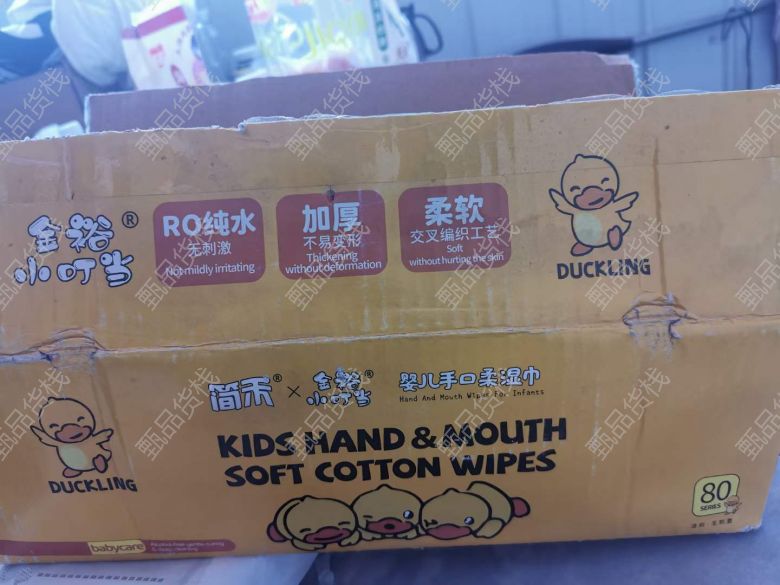 金裕®
小叮当
RO纯水
无刺激
Not mildly irritating
加厚
不易变形
Thickening
without deformation
柔软
交叉编织工艺
Soft
without hurting the skin
DUCKLING
简禾® × 金裕®
小叮当
婴儿手口柔湿巾
Hand And Mouth Wipes For Infants
KIDS HAND & MOUTH
SOFT COTTON WIPES
DUCKLING
80
SERIES
babycare
甄品货栈